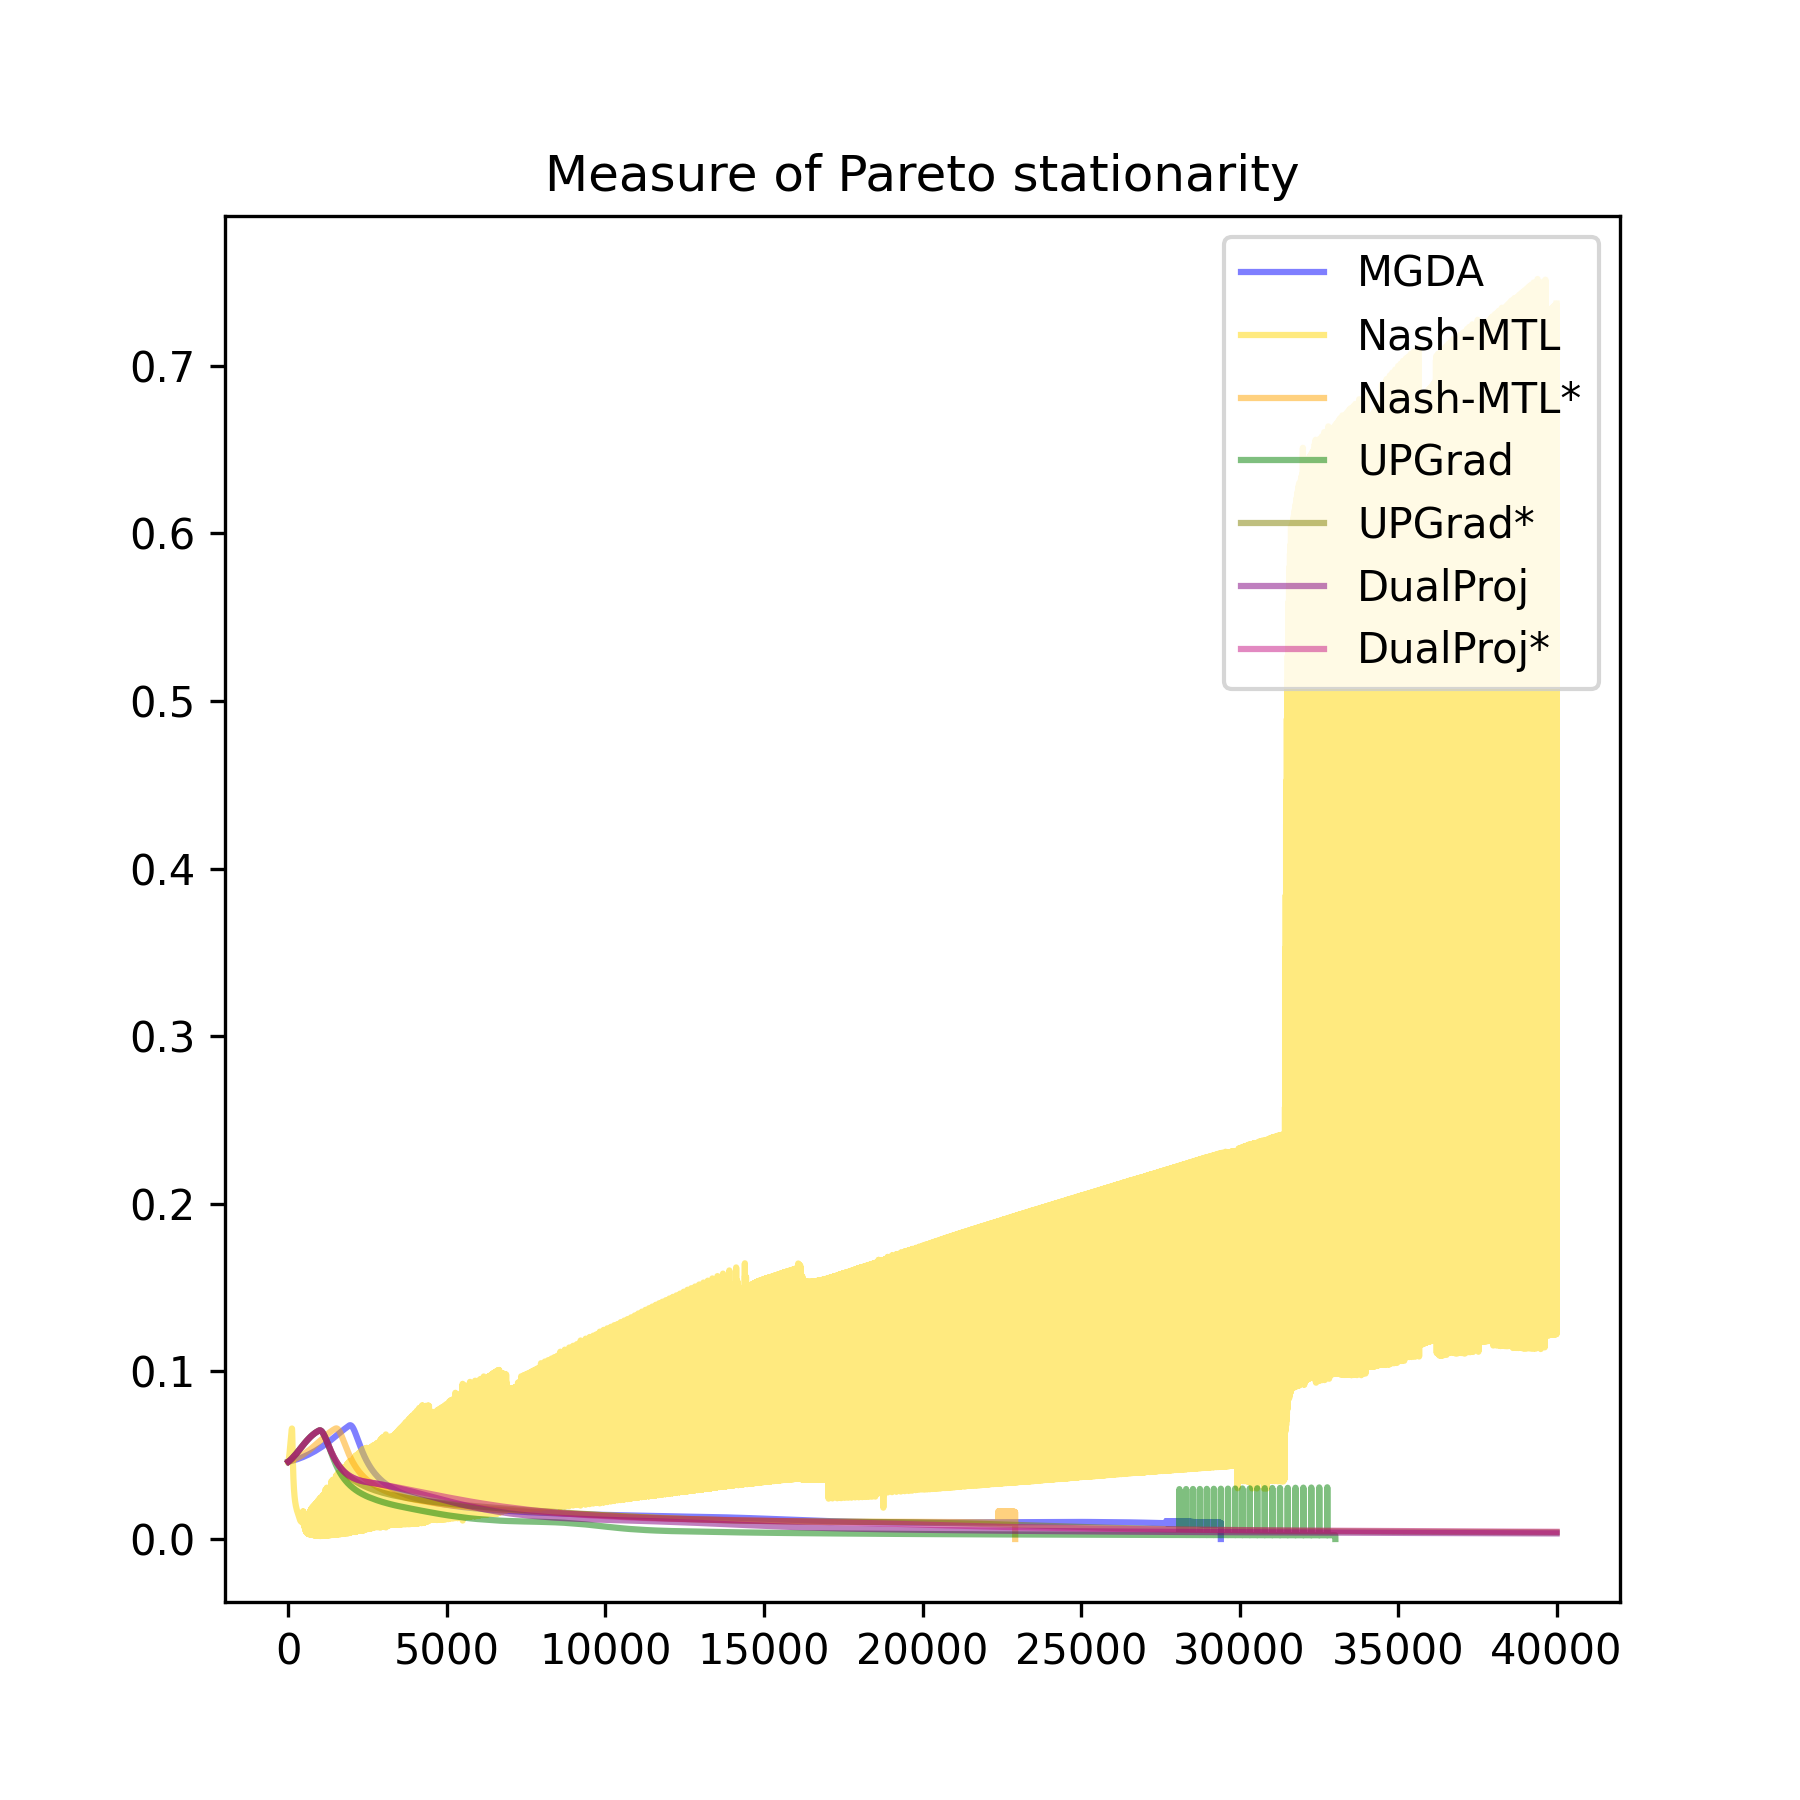 Measure of Pareto stationarity
MGDA
Nash-MTL
Nash-MTL*
UPGrad
UPGrad*
DualProj
DualProj*
0.7
0.6
0.5
0.4
0.3
0.2
0.1
0.0
0 5000 10000 15000 20000 25000 30000 35000 40000